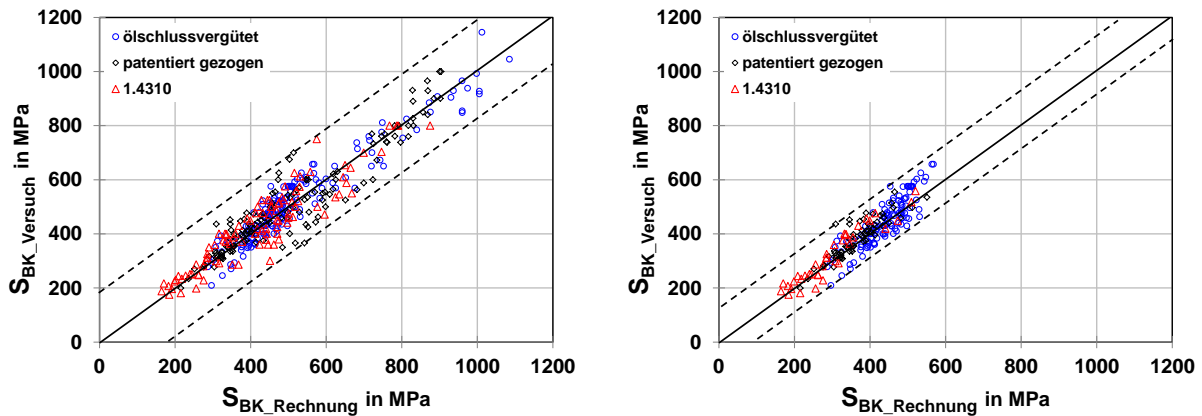 1200
1000
800
600
400
200
0
0 200 400 600 800 1000 1200
S_BK_Versuch in MPa
S_BK_Rechnung in MPa
ölschlussvergütet
patentiert gezogen
1.4310
1200
1000
800
600
400
200
0
0 200 400 600 800 1000 1200
S_BK_Versuch in MPa
S_BK_Rechnung in MPa
ölschlussvergütet
patentiert gezogen
1.4310